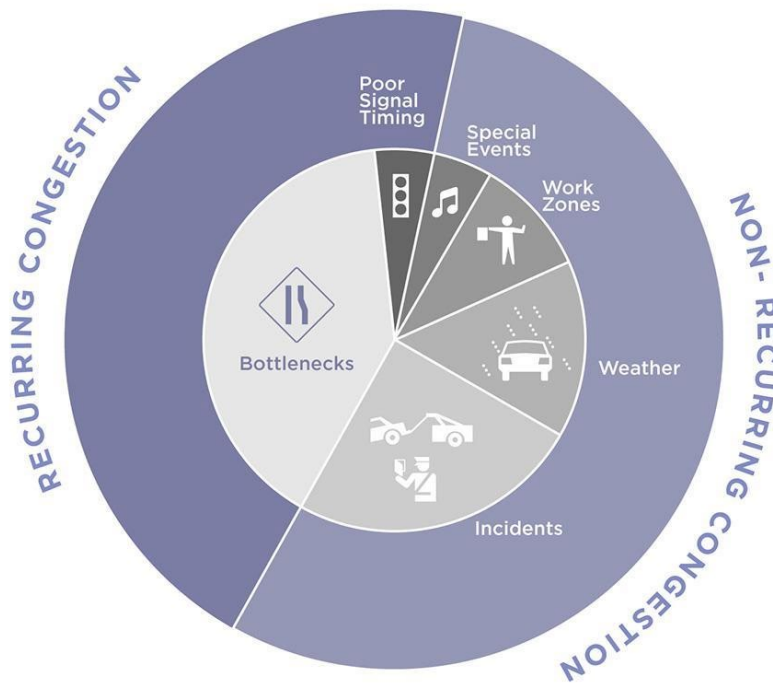 RECURRING CONGESTION
Poor
Signal
Timing
Special
Events
Work
Zones
NON- RECURRING CONGESTION
Bottlenecks
Weather
Incidents